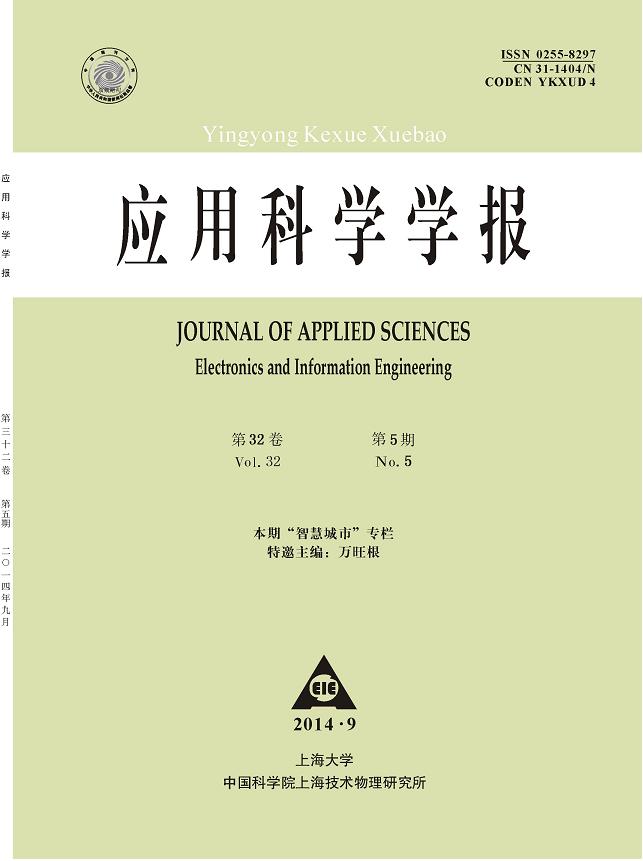 ISSN 0255-8297
CN 31-1404/N
CODEN YKXUD 4
Yingyong Kexue Xuebao
应用科学学报
JOURNAL OF APPLIED SCIENCES
Electronics and Information Engineering
第32卷 第5期
Vol. 32 No. 5
本期“智慧城市”专栏
特邀主编：万旺根
EIE
2014·9
上海大学
中国科学院上海技术物理研究所
应用科学学报
第三十二卷 第五期 二〇一四年九月